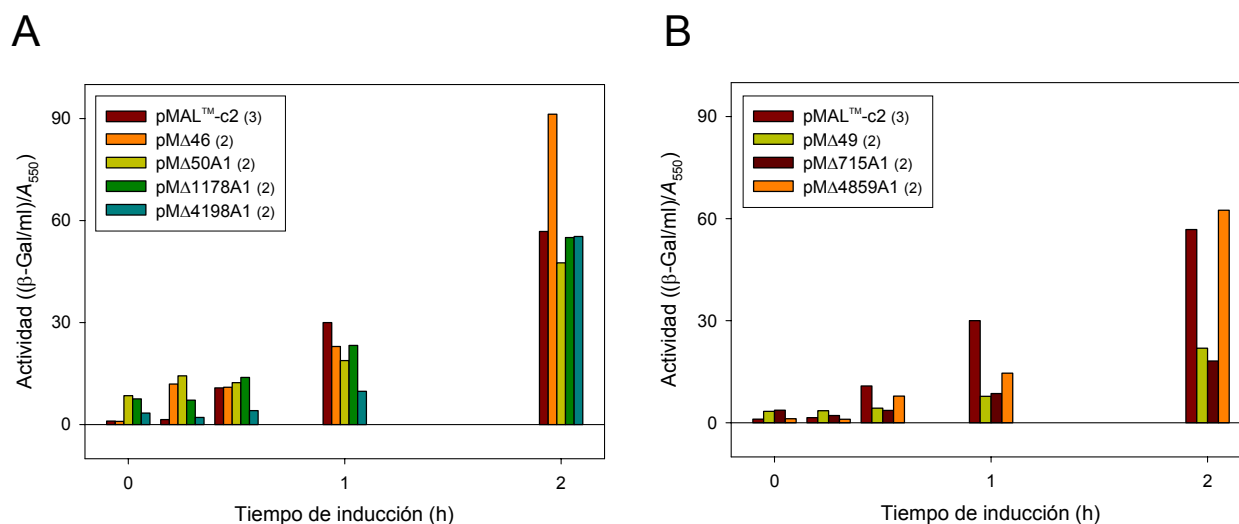 A
pMAL™-c2 (3)
pMΔ46 (2)
pMΔ50A1 (2)
pMΔ1178A1 (2)
pMΔ4198A1 (2)
Actividad ((β-Gal/ml)/A550)
90
60
30
0
0 1 2
Tiempo de inducción (h)
B
pMAL™-c2 (3)
pMΔ49 (2)
pMΔ715A1 (2)
pMΔ4859A1 (2)
Actividad ((β-Gal/ml)/A550)
90
60
30
0
0 1 2
Tiempo de inducción (h)